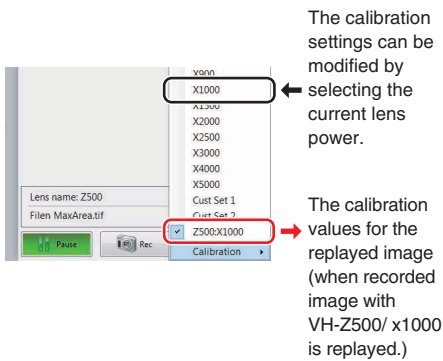 The calibration
settings can be
modified by
selecting the
current lens
power.
X900
X1000
X1500
X2000
X2500
X3000
X4000
X5000
Cust Set 1
Cust Set 2
Z500:X1000
Calibration
Lens name: Z500
Filen MaxArea.tif
Pause
Rec
The calibration
values for the
replayed image
(when recorded
image with
VH-Z500/ x1000
is replayed.)